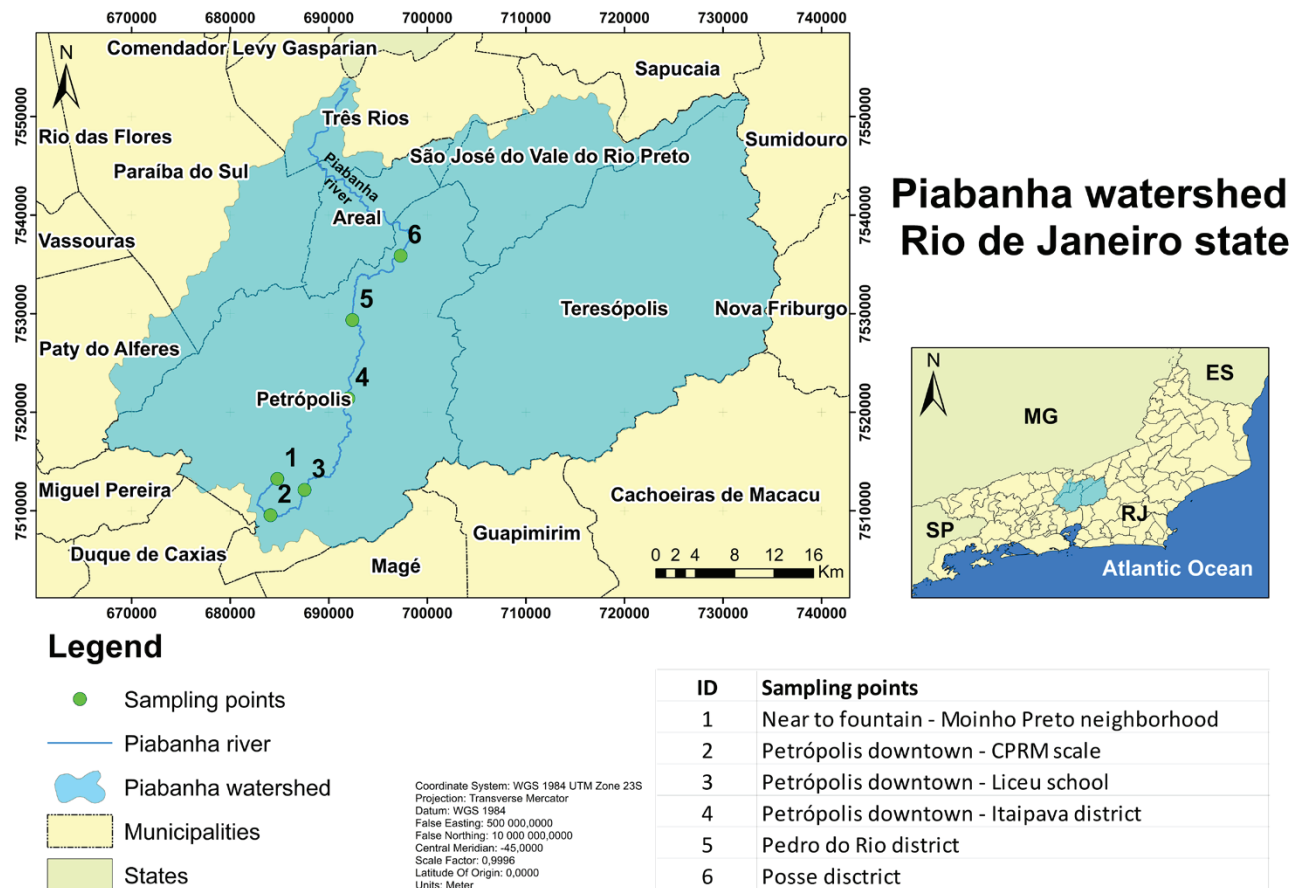 670000 680000 690000 700000 710000 720000 730000 740000
N
Comendador Levy Gasparian
Sapucaia
7550000
Três Rios
7550000
Rio das Flores
Sumidouro
São José do Vale do Rio Preto
Paraíba do Sul
Piabanha
river
7540000
Areal
7540000
Vassouras
6
5
7530000
Teresópolis
Nova Friburgo
7530000
Paty do Alferes
4
Petrópolis
7520000
7520000
1
3
2
Miguel Pereira
Cachoeiras de Macacu
7510000
7510000
Guapimirim
Duque de Caxias
Magé
0 2 4 8 12 16
Km
670000 680000 690000 700000 710000 720000 730000 740000
Piabanha watershed
Rio de Janeiro state
N
ES
MG
RJ
SP
Atlantic Ocean
Legend
Sampling points
Piabanha river
Piabanha watershed
Municipalities
States
Coordinate System: WGS 1984 UTM Zone 23S
Projection: Transverse Mercator
Datum: WGS 1984
False Easting: 500 000,0000
False Northing: 10 000 000,0000
Central Meridian: -45,0000
Scale Factor: 0,9996
Latitude Of Origin: 0,0000
Units: Meter
ID Sampling points
1 Near to fountain - Moinho Preto neighborhood
2 Petrópolis downtown - CPRM scale
3 Petrópolis downtown - Liceu school
4 Petrópolis downtown - Itaipava district
5 Pedro do Rio district
6 Posse disctrict